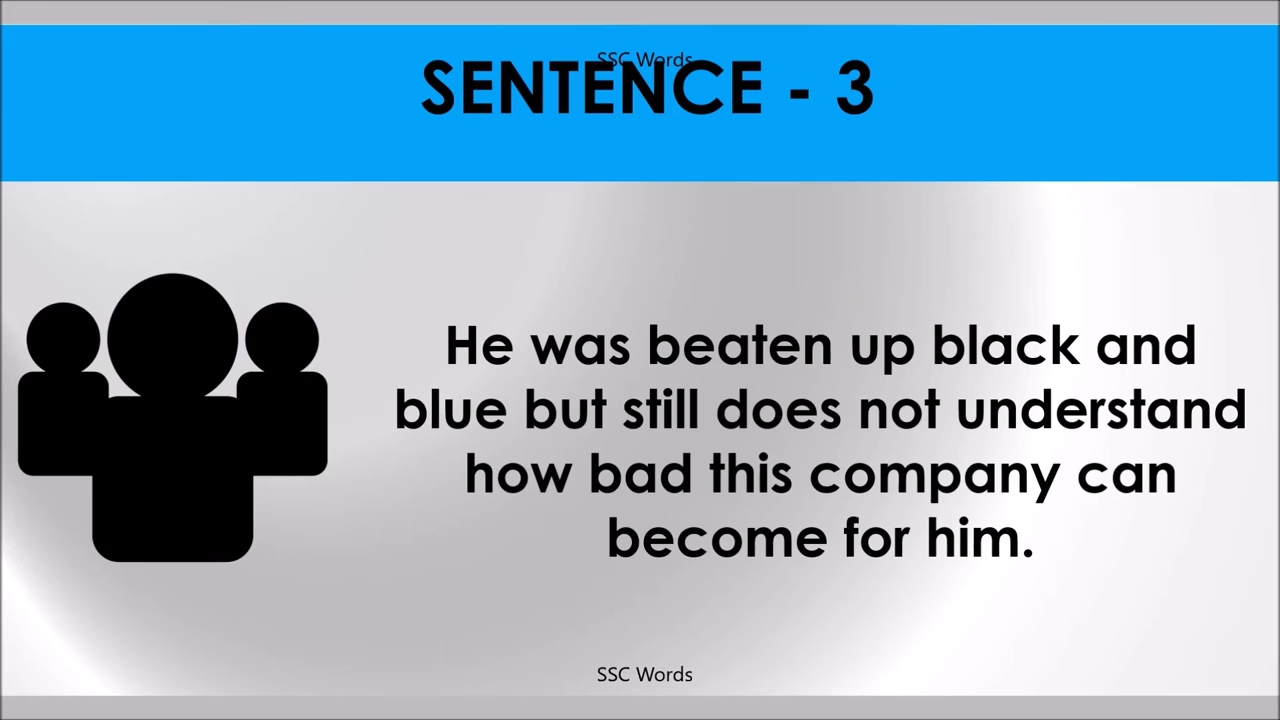 SSC Words
SENTENCE - 3
He was beaten up black and
blue but still does not understand
how bad this company can
become for him.
SSC Words